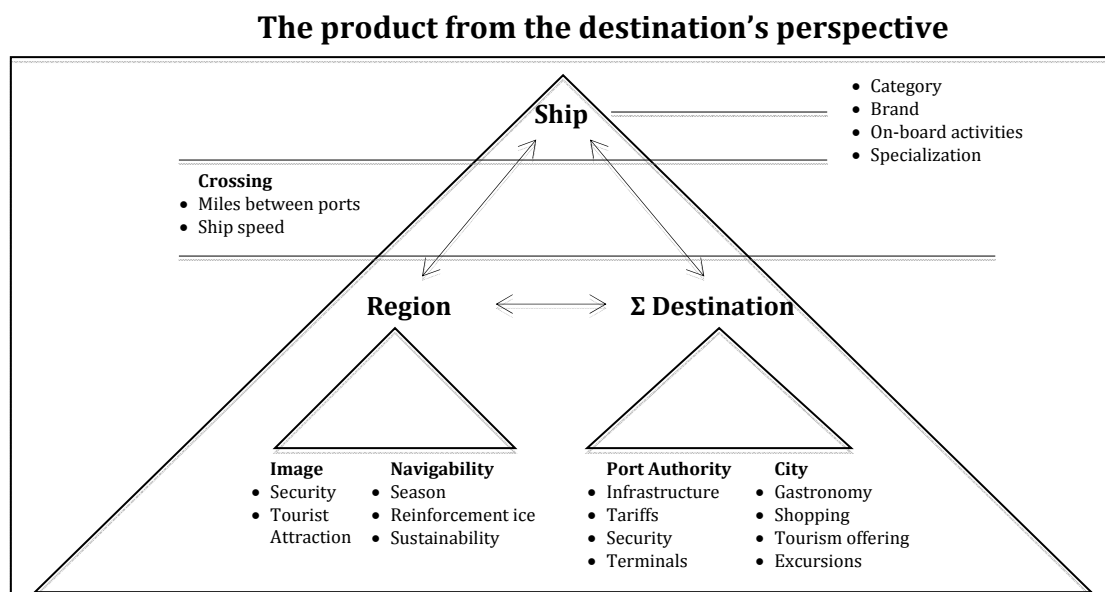 The product from the destination’s perspective
Ship
• Category
• Brand
• On-board activities
• Specialization
Crossing
• Miles between ports
• Ship speed
Region
Σ Destination
Image
• Security
• Tourist
Attraction
Navigability
• Season
• Reinforcement ice
• Sustainability
Port Authority
• Infrastructure
• Tariffs
• Security
• Terminals
City
• Gastronomy
• Shopping
• Tourism offering
• Excursions